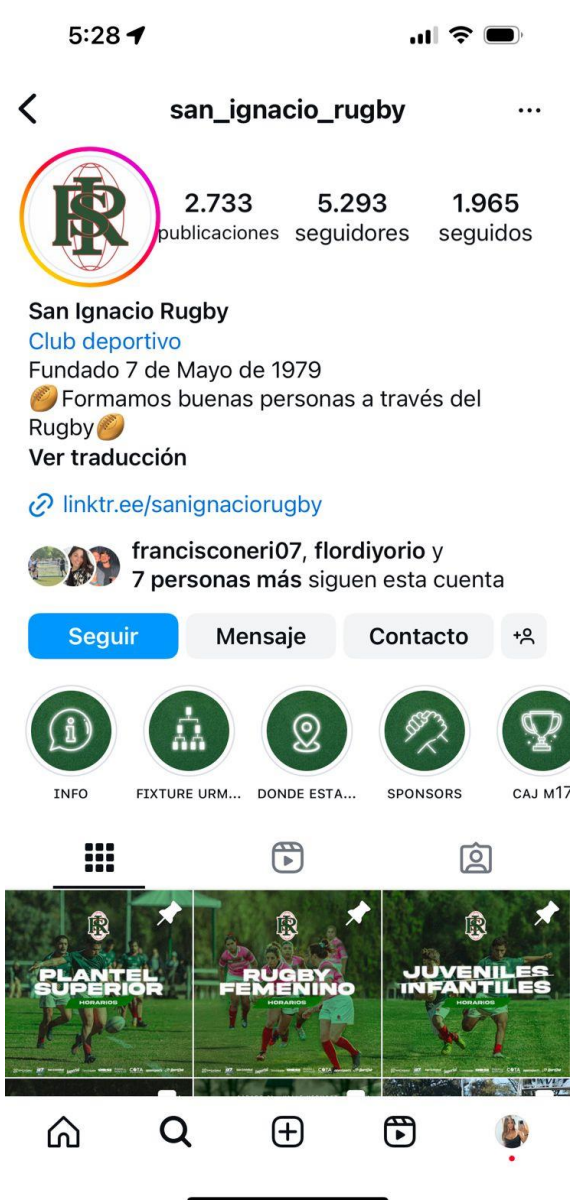 5:28
san_ignacio_rugby
2.733
5.293
1.965
publicaciones
seguidores
seguidos
San Ignacio Rugby
Club deportivo
Fundado 7 de Mayo de 1979
🏉Formamos buenas personas a través del
Rugby🏉
Ver traducción
linktr.ee/sanignaciorugby
francisconeri07, flordiyorio y
7 personas más siguen esta cuenta
Seguir
Mensaje
Contacto
INFO
FIXTURE URM...
DONDE ESTA...
SPONSORS
CAJ M17
PLANTEL
SUPERIOR
HORARIOS
RUGBY
FEMENINO
HORARIOS
JUVENILES
INFANTILES
HORARIOS